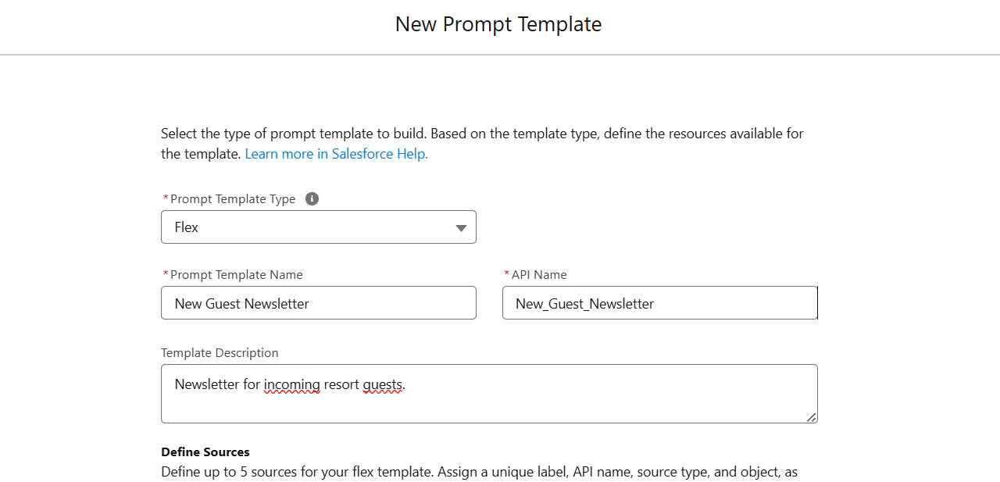 New Prompt Template
Select the type of prompt template to build. Based on the template type, define the resources available for
the template. Learn more in Salesforce Help.
*Prompt Template Type
Flex
*Prompt Template Name
*API Name
New Guest Newsletter
New_Guest_Newsletter
Template Description
Newsletter for incoming resort guests.
Define Sources
Define up to 5 sources for your flex template. Assign a unique label, API name, source type, and object, as